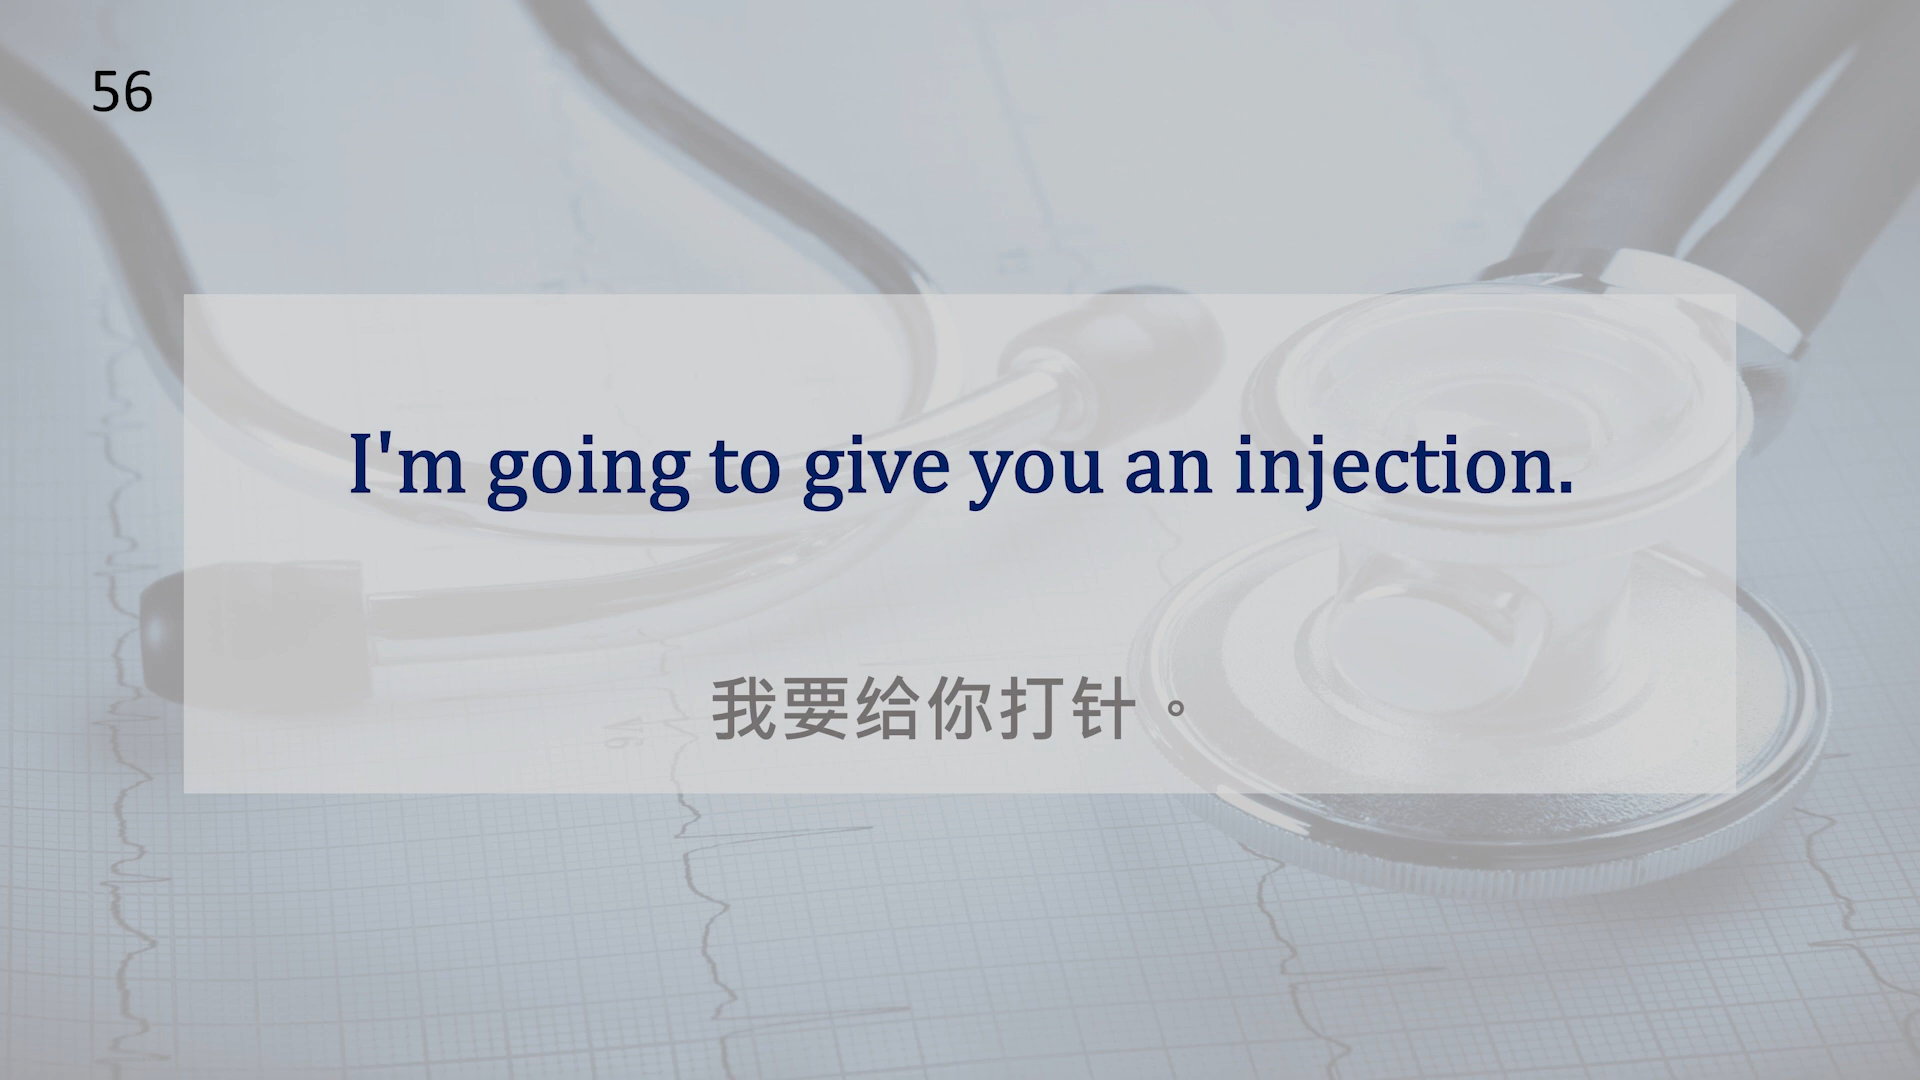 56
I'm going to give you an injection.
我要给你打针。